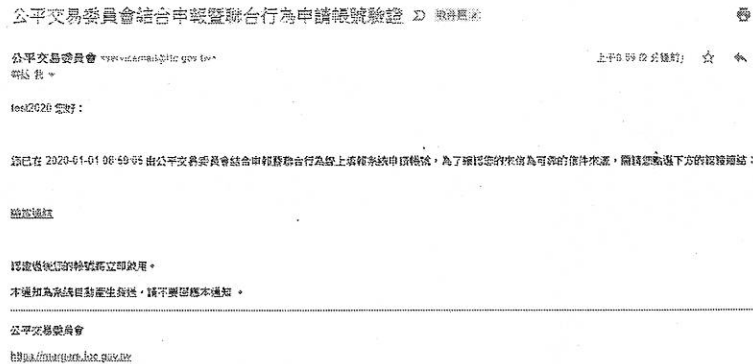 公平交易委員會結合申報暨聯合行為申請帳號驗證
公平交易委員會
寄給 我
test2020 您好：
您已在 2020-01-01 08:59:05 由公平交易委員會結合申報暨聯合行為線上填報系統申請帳號，為了確認您的來信為可靠的信件來源，需請您點選下方的認證連結：
驗證連結
認證過後您的帳號將立即啟用。
本通知為系統自動產生發送，請不要回應本通知。
公平交易委員會